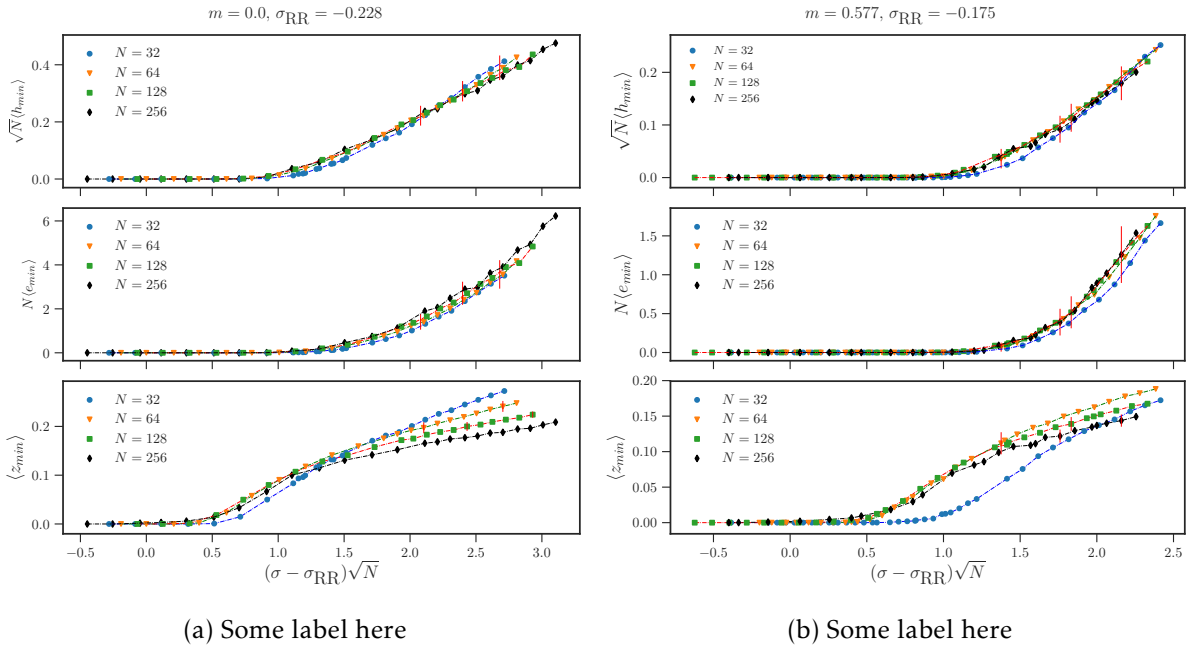 m = 0.0, σ_RR = −0.228
√N⟨h_min⟩
0.4
0.2
0.0
N = 32
N = 64
N = 128
N = 256
N⟨e_min⟩
6
4
2
0
N = 32
N = 64
N = 128
N = 256
⟨z_min⟩
0.2
0.1
0.0
N = 32
N = 64
N = 128
N = 256
−0.5 0.0 0.5 1.0 1.5 2.0 2.5 3.0
(σ − σ_RR)√N
(a) Some label here
m = 0.577, σ_RR = −0.175
√N⟨h_min⟩
0.2
0.1
0.0
N = 32
N = 64
N = 128
N = 256
N⟨e_min⟩
1.5
1.0
0.5
0.0
N = 32
N = 64
N = 128
N = 256
⟨z_min⟩
0.20
0.15
0.10
0.05
0.00
N = 32
N = 64
N = 128
N = 256
−0.5 0.0 0.5 1.0 1.5 2.0 2.5
(σ − σ_RR)√N
(b) Some label here